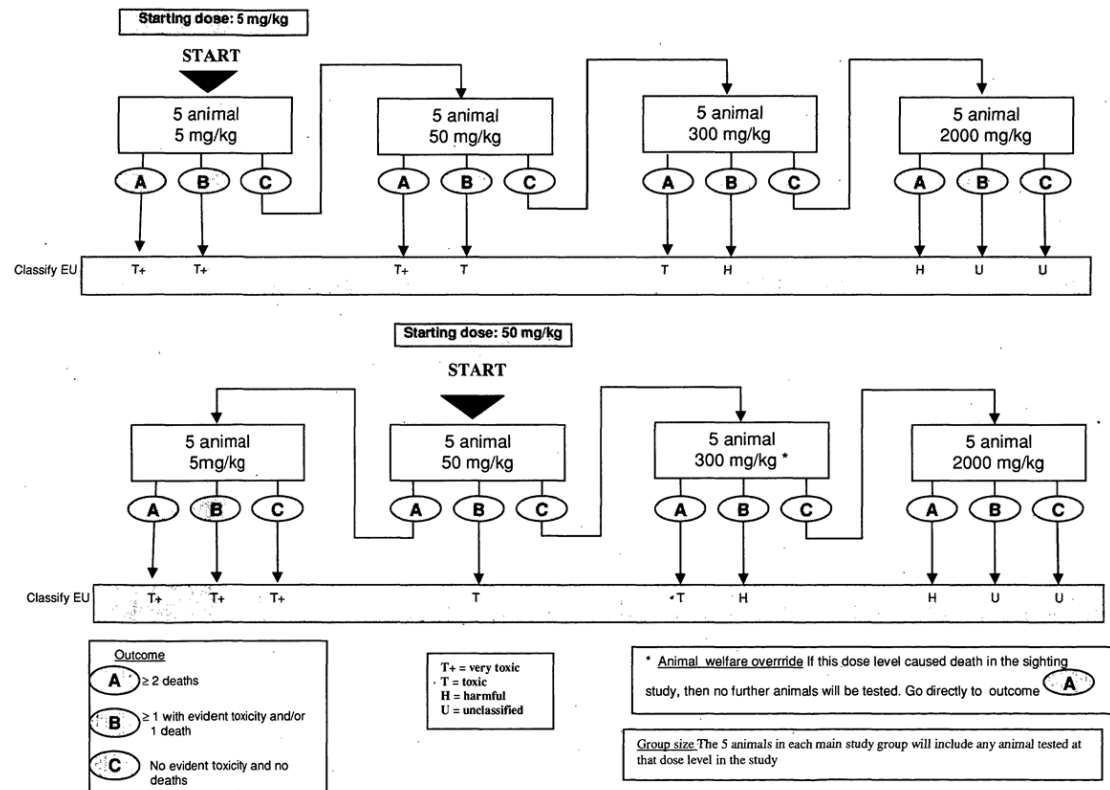 Starting dose: 5 mg/kg
START
5 animal
5 mg/kg
5 animal
50 mg/kg
5 animal
300 mg/kg
5 animal
2000 mg/kg
A B C A B C A B C A B C
Classify EU T+ T+ T+ T T H H U U
Starting dose: 50 mg/kg
START
5 animal
5mg/kg
5 animal
50 mg/kg
5 animal
300 mg/kg *
5 animal
2000 mg/kg
A B C A B C A B C A B C
Classify EU T+ T+ T+ T T H H U U
Outcome
A ≥ 2 deaths
B ≥ 1 with evident toxicity and/or
1 death
C No evident toxicity and no
deaths
T+ = very toxic
T = toxic
H = harmful
U = unclassified
* Animal welfare overrride If this dose level caused death in the sighting
study, then no further animals will be tested. Go directly to outcome A
Group size The 5 animals in each main study group will include any animal tested at
that dose level in the study